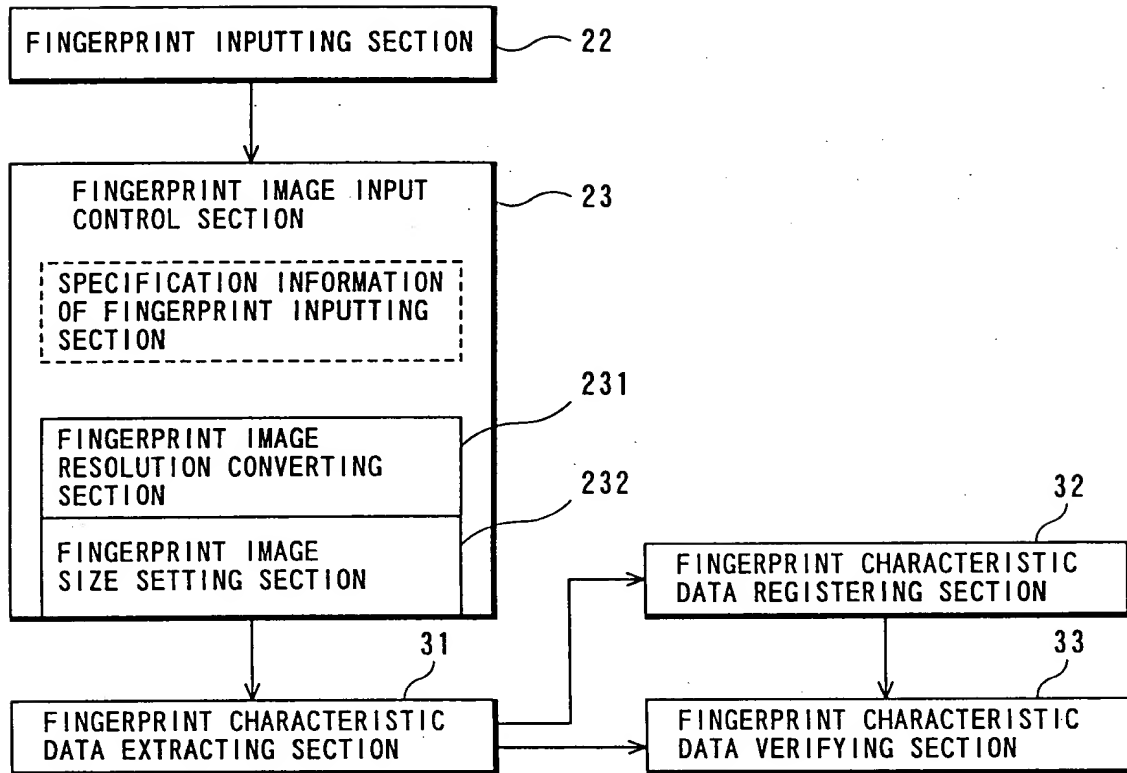 FINGERPRINT INPUTTING SECTION
22
FINGERPRINT IMAGE INPUT
CONTROL SECTION
23
SPECIFICATION INFORMATION
OF FINGERPRINT INPUTTING
SECTION
231
FINGERPRINT IMAGE
RESOLUTION CONVERTING
SECTION
232
FINGERPRINT IMAGE
SIZE SETTING SECTION
32
FINGERPRINT CHARACTERISTIC
DATA REGISTERING SECTION
31
FINGERPRINT CHARACTERISTIC
DATA EXTRACTING SECTION
33
FINGERPRINT CHARACTERISTIC
DATA VERIFYING SECTION